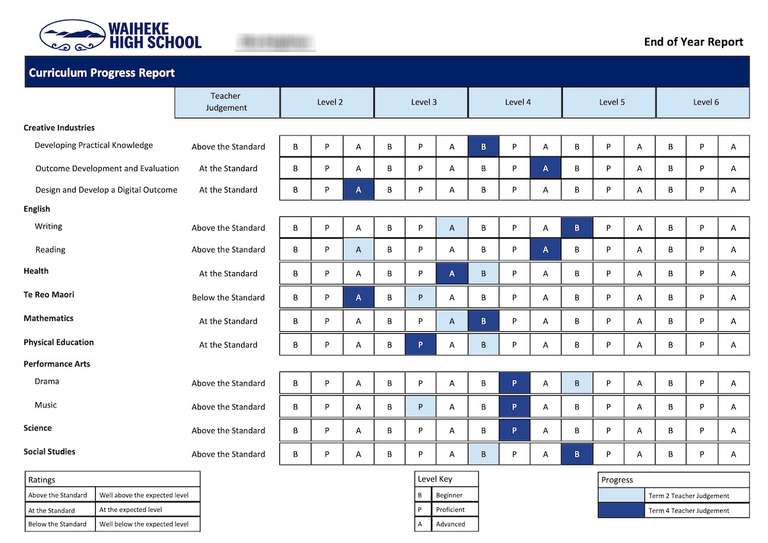 WAIHEKE
HIGH SCHOOL
End of Year Report
Curriculum Progress Report
Teacher Judgement Level 2 Level 3 Level 4 Level 5 Level 6
Creative Industries
Developing Practical Knowledge Above the Standard B P A B P A B P A B P A B P A
Outcome Development and Evaluation At the Standard B P A B P A B P A B P A B P A
Design and Develop a Digital Outcome At the Standard B P A B P A B P A B P A B P A
English
Writing Above the Standard B P A B P A B P A B P A B P A
Reading Above the Standard B P A B P A B P A B P A B P A
Health At the Standard B P A B P A B P A B P A B P A
Te Reo Maori Below the Standard B P A B P A B P A B P A B P A
Mathematics At the Standard B P A B P A B P A B P A B P A
Physical Education At the Standard B P A B P A B P A B P A B P A
Performance Arts
Drama Above the Standard B P A B P A B P A B P A B P A
Music Above the Standard B P A B P A B P A B P A B P A
Science Above the Standard B P A B P A B P A B P A B P A
Social Studies Above the Standard B P A B P A B P A B P A B P A
Ratings
Above the Standard Well above the expected level
At the Standard At the expected level
Below the Standard Well below the expected level
Level Key
B Beginner
P Proficient
A Advanced
Progress
Term 2 Teacher Judgement
Term 4 Teacher Judgement